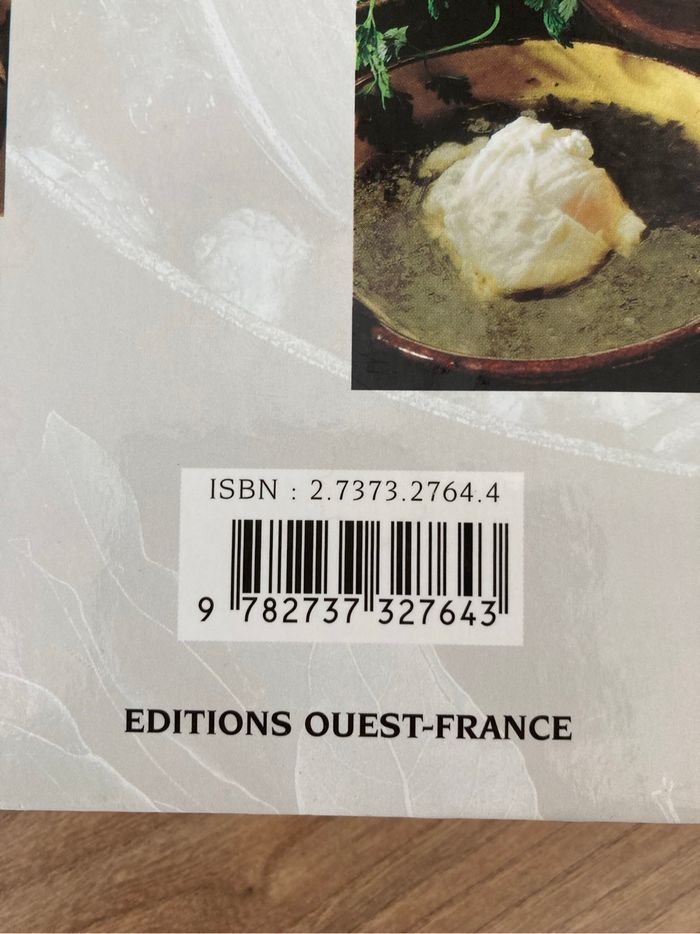 ISBN : 2.7373.2764.4
9 782737 327643
EDITIONS OUEST-FRANCE